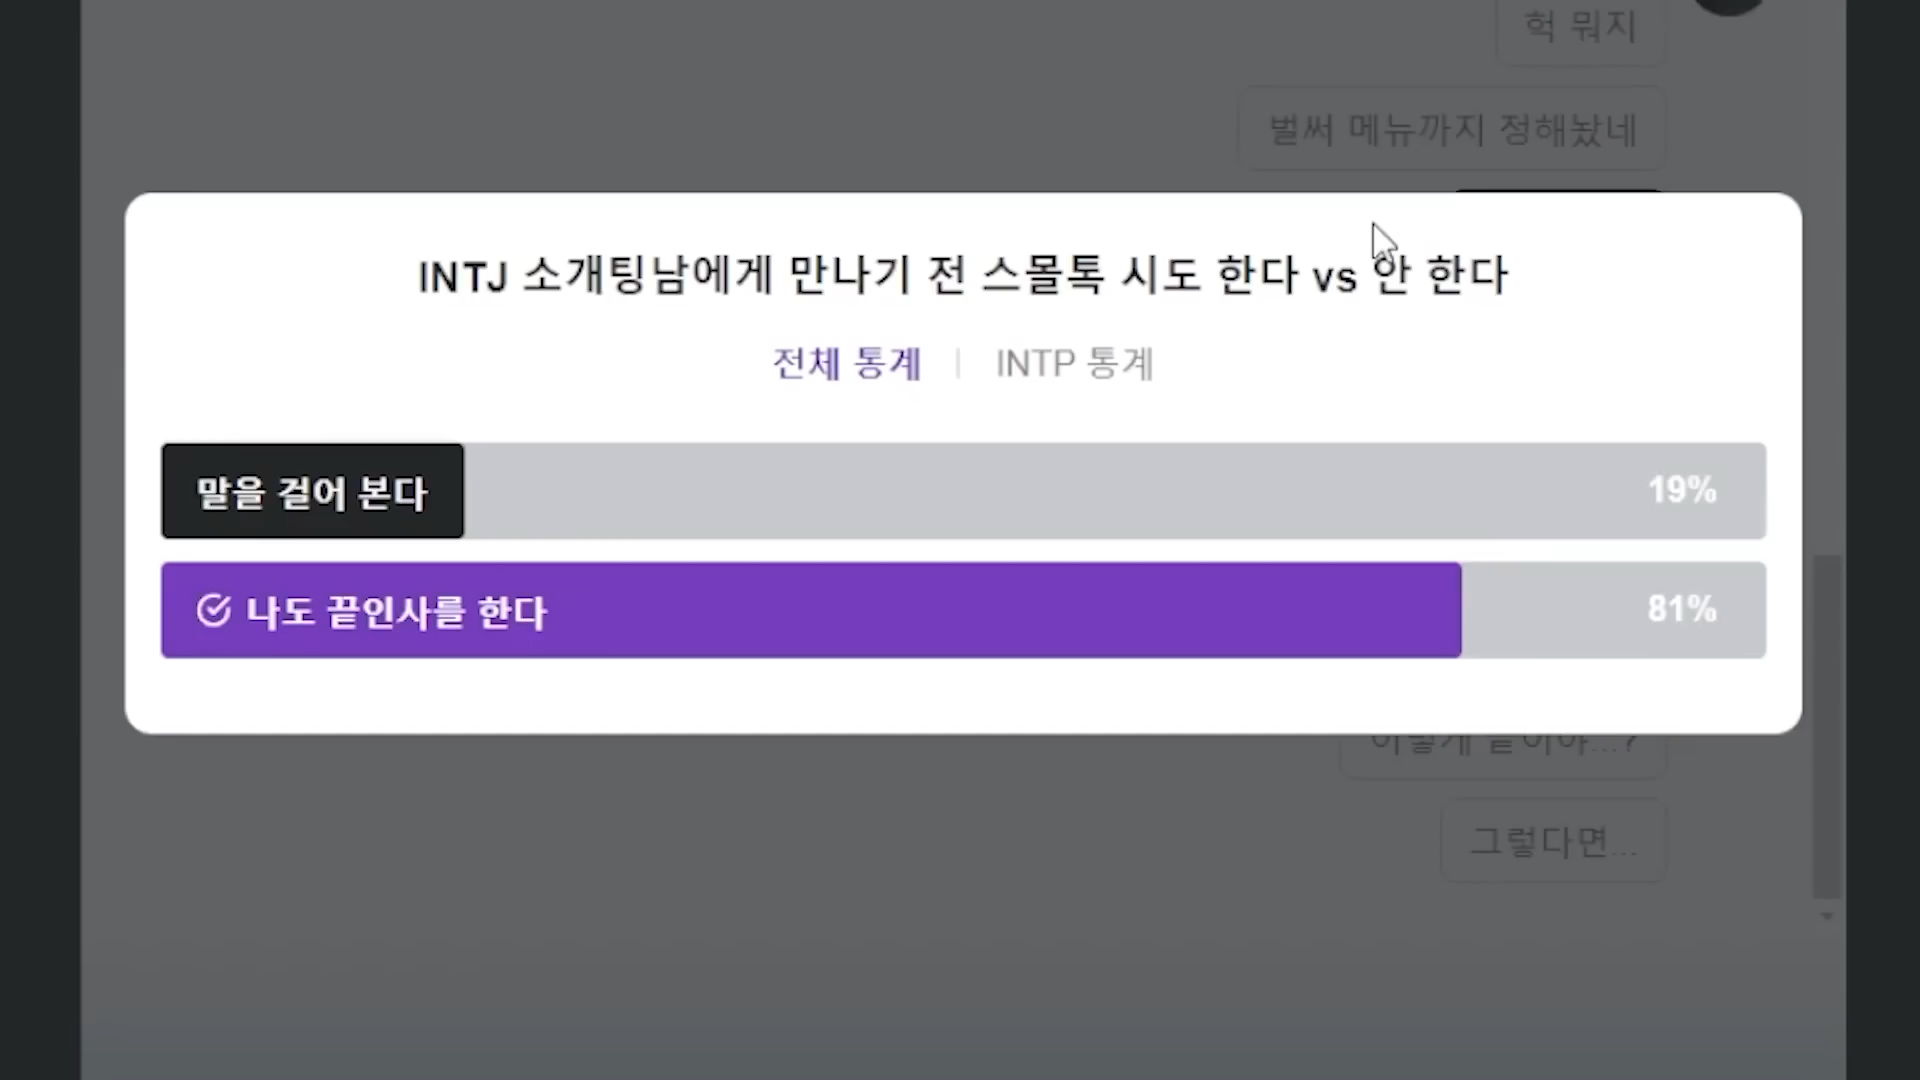 헉 뭐지
벌써 메뉴까지 정해놨네
INTJ 소개팅남에게 만나기 전 스몰톡 시도 한다 vs 안 한다
전체 통계 | INTP 통계
말을 걸어 본다 19%
나도 끝인사를 한다 81%
그렇다면...